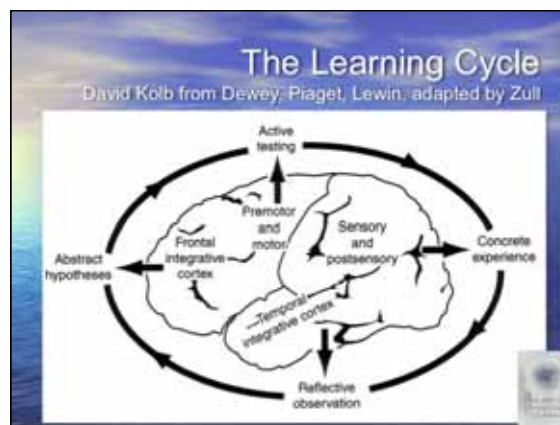 The Learning Cycle
David Kolb from Dewey, Piaget, Lewin, adapted by Zull
Active
testing
Premotor
and
motor
Sensory
and
postsensory
Frontal
integrative
cortex
Abstract
hypotheses
Concrete
experience
Temporal
integrative cortex
Reflective
observation